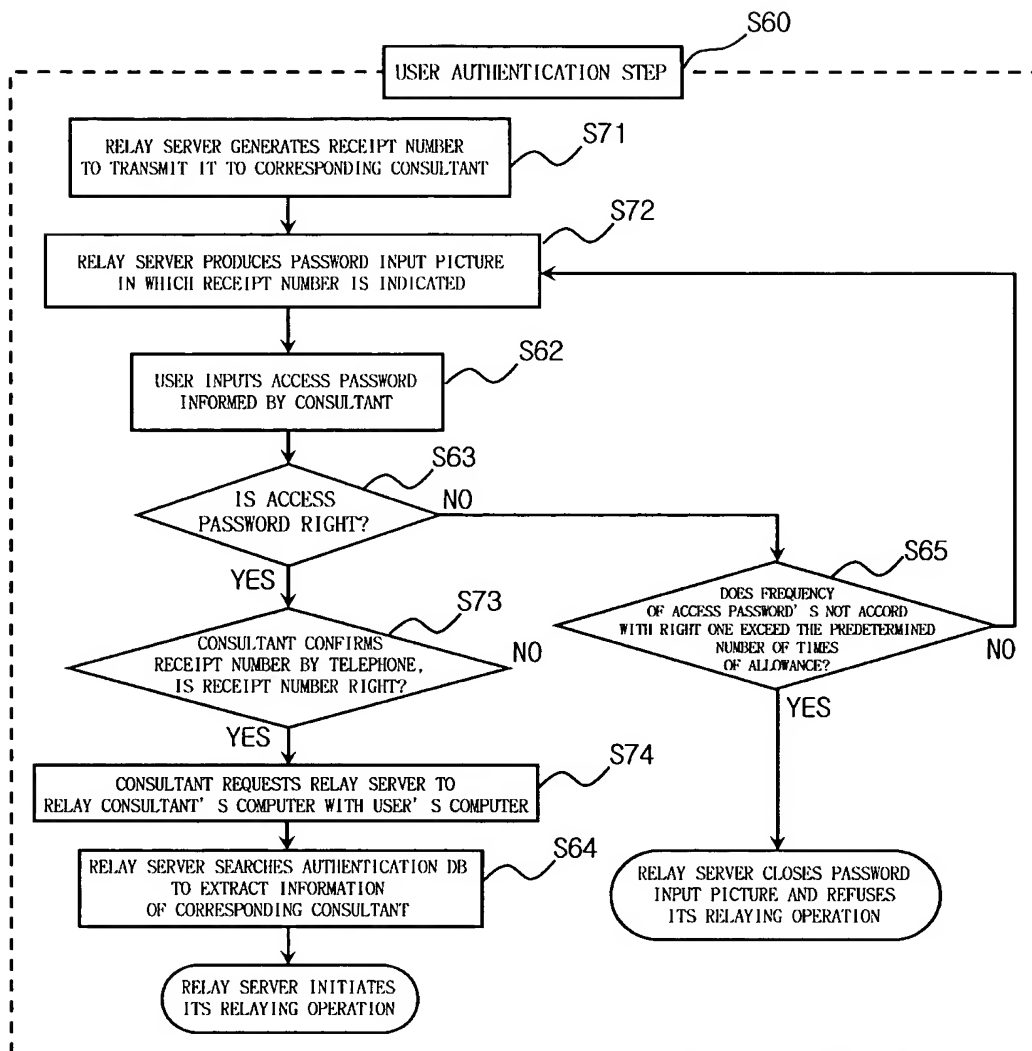 S60
USER AUTHENTICATION STEP
S71
RELAY SERVER GENERATES RECEIPT NUMBER
TO TRANSMIT IT TO CORRESPONDING CONSULTANT
S72
RELAY SERVER PRODUCES PASSWORD INPUT PICTURE
IN WHICH RECEIPT NUMBER IS INDICATED
S62
USER INPUTS ACCESS PASSWORD
INFORMED BY CONSULTANT
S63
IS ACCESS
PASSWORD RIGHT?
NO
YES
S65
DOES FREQUENCY
OF ACCESS PASSWORD'S NOT ACCORD
WITH RIGHT ONE EXCEED THE PREDETERMINED
NUMBER OF TIMES
OF ALLOWANCE?
NO
YES
S73
CONSULTANT CONFIRMS
RECEIPT NUMBER BY TELEPHONE,
IS RECEIPT NUMBER RIGHT?
NO
YES
S74
CONSULTANT REQUESTS RELAY SERVER TO
RELAY CONSULTANT'S COMPUTER WITH USER'S COMPUTER
S64
RELAY SERVER SEARCHES AUTHENTICATION DB
TO EXTRACT INFORMATION
OF CORRESPONDING CONSULTANT
RELAY SERVER CLOSES PASSWORD
INPUT PICTURE AND REFUSES
ITS RELAYING OPERATION
RELAY SERVER INITIATES
ITS RELAYING OPERATION